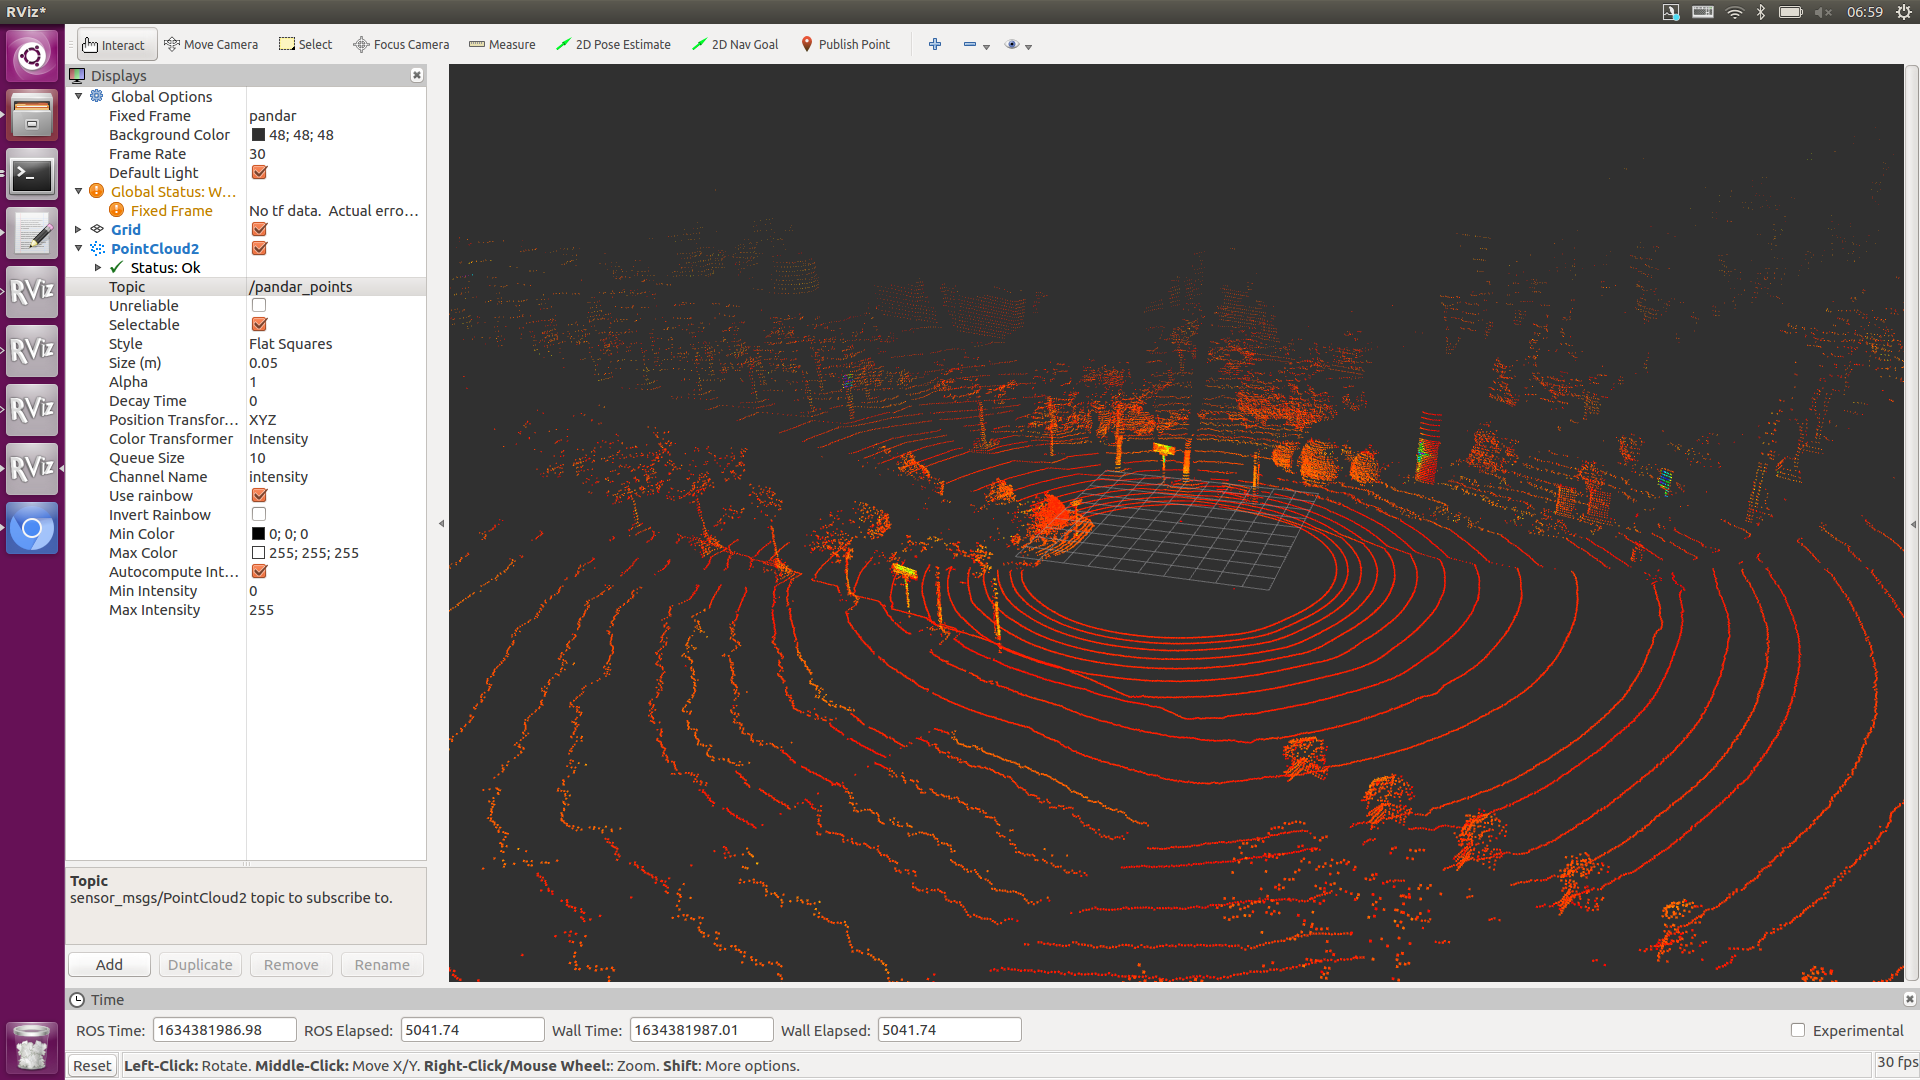 RViz*
06:59
Interact
Move Camera
Select
Focus Camera
Measure
2D Pose Estimate
2D Nav Goal
Publish Point
Displays
Global Options
Fixed Frame pandar
Background Color 48; 48; 48
Frame Rate 30
Default Light
Global Status: W...
Fixed Frame No tf data. Actual erro...
Grid
PointCloud2
Status: Ok
Topic /pandar_points
Unreliable
Selectable
Style Flat Squares
Size (m) 0.05
Alpha 1
Decay Time 0
Position Transfor... XYZ
Color Transformer Intensity
Queue Size 10
Channel Name intensity
Use rainbow
Invert Rainbow
Min Color 0; 0; 0
Max Color 255; 255; 255
Autocompute Int...
Min Intensity 0
Max Intensity 255
RViz
RViz
RViz
RViz
Topic
sensor_msgs/PointCloud2 topic to subscribe to.
Add Duplicate Remove Rename
Time
ROS Time: 1634381986.98 ROS Elapsed: 5041.74 Wall Time: 1634381987.01 Wall Elapsed: 5041.74 Experimental
Reset Left-Click: Rotate. Middle-Click: Move X/Y. Right-Click/Mouse Wheel:: Zoom. Shift: More options. 30 fps